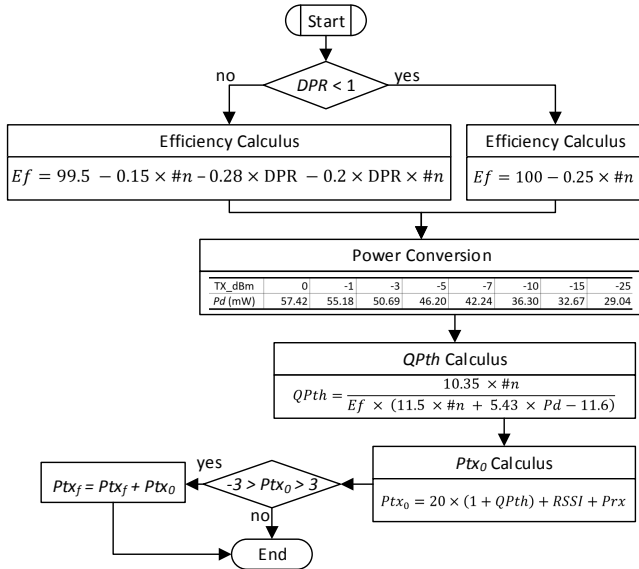 Start
DPR < 1
no
yes
Efficiency Calculus
Ef = 99.5 − 0.15 × #n − 0.28 × DPR − 0.2 × DPR × #n
Efficiency Calculus
Ef = 100 − 0.25 × #n
Power Conversion
TX_dBm 0 -1 -3 -5 -7 -10 -15 -25
Pd (mW) 57.42 55.18 50.69 46.20 42.24 36.30 32.67 29.04
QPth Calculus
10.35 × #n
QPth =
Ef × (11.5 × #n + 5.43 × Pd − 11.6)
Ptx₀ Calculus
Ptx₀ = 20 × (1 + QPth) + RSSI + Prx
-3 > Ptx₀ > 3
yes
no
Ptx_f = Ptx_f + Ptx₀
End